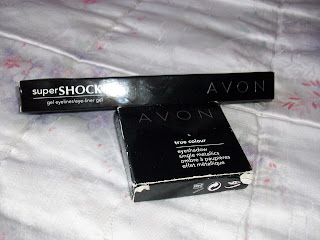 superSHOCK
gel eyeliner/eye-liner gel
AVON
AVON
true colour
eyeshadow
single metallics
ombre à paupières
effet métallique